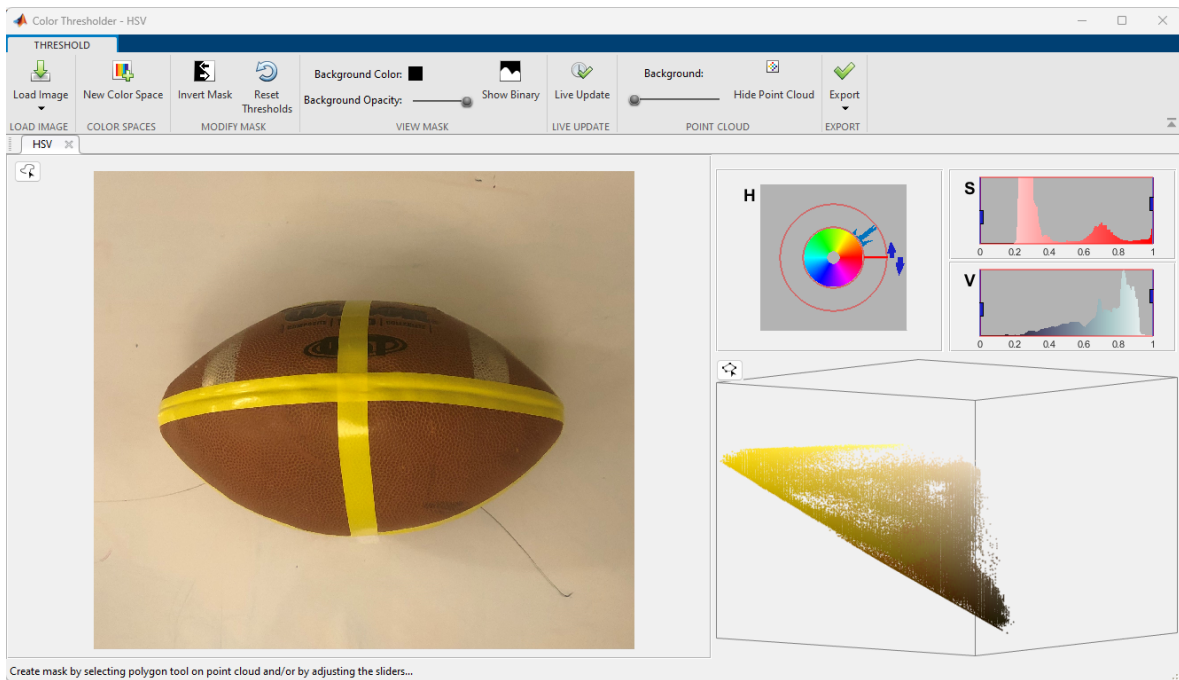 Color Thresholder - HSV
THRESHOLD
Load Image
New Color Space
Invert Mask
Reset
Thresholds
Background Color:
Background Opacity:
Show Binary
Live Update
Background:
Hide Point Cloud
Export
LOAD IMAGE
COLOR SPACES
MODIFY MASK
VIEW MASK
LIVE UPDATE
POINT CLOUD
EXPORT
HSV
H
S
0 0.2 0.4 0.6 0.8 1
V
0 0.2 0.4 0.6 0.8 1
Create mask by selecting polygon tool on point cloud and/or by adjusting the sliders...